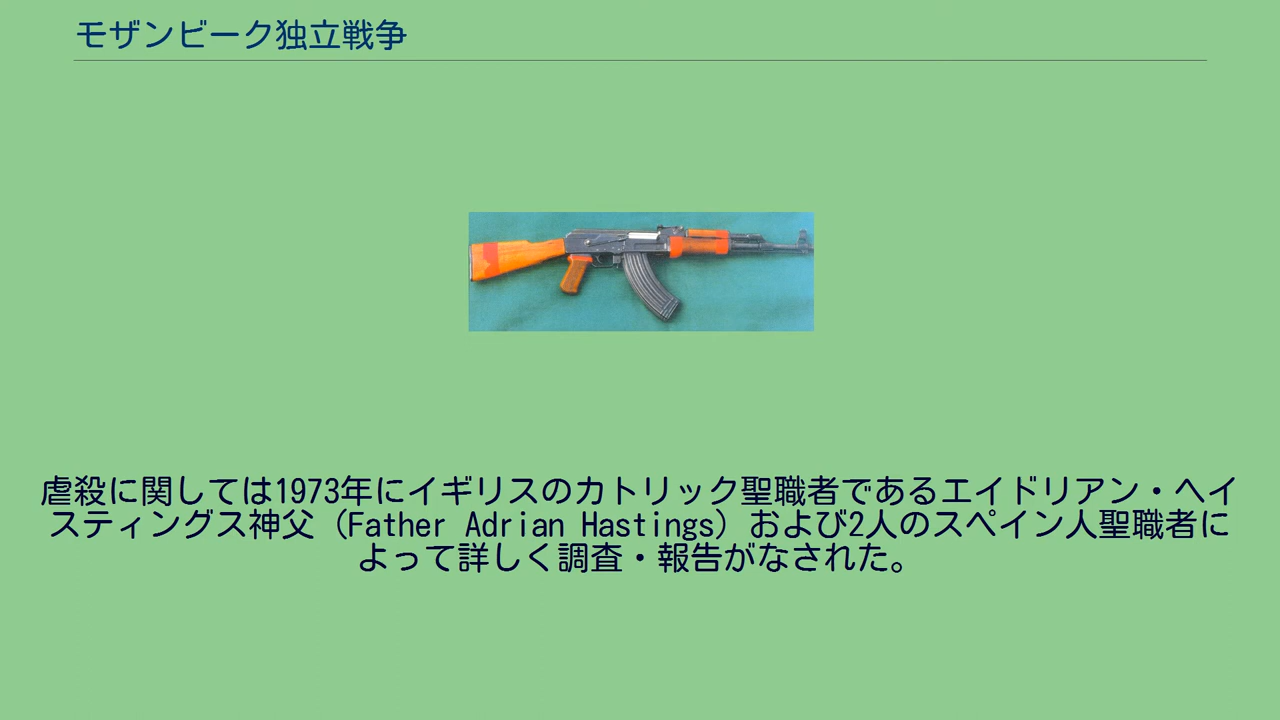 モザンビーク独立戦争
虐殺に関しては1973年にイギリスのカトリック聖職者であるエイドリアン・ヘイ
スティングス神父（Father Adrian Hastings）および2人のスペイン人聖職者に
よって詳しく調査・報告がなされた。